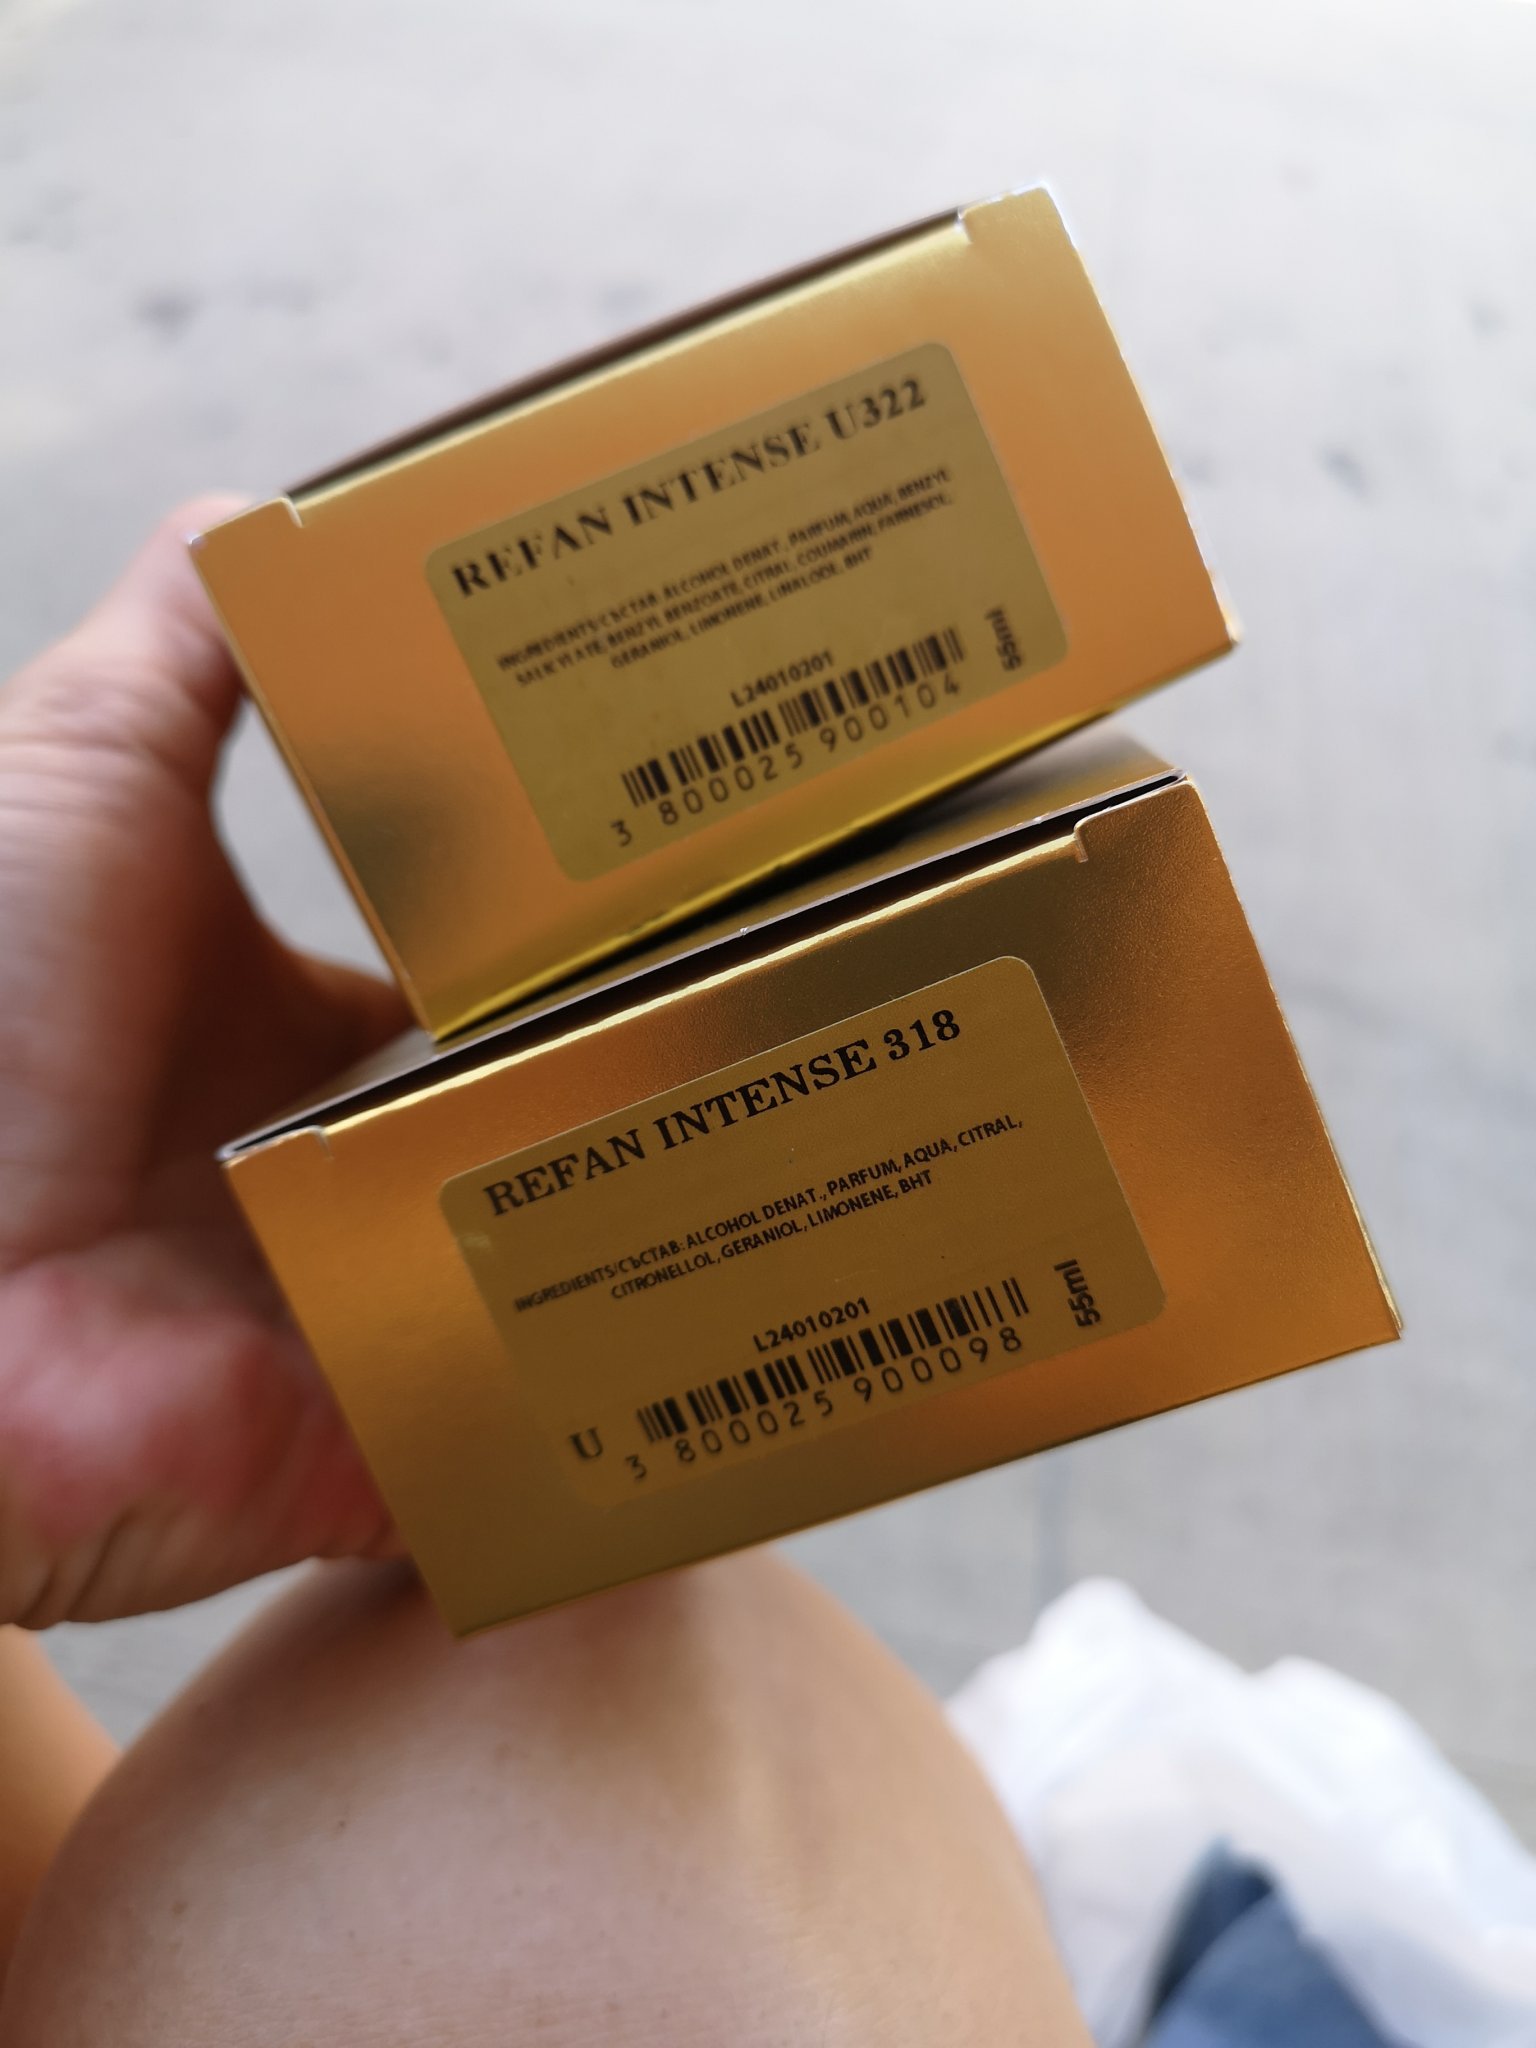 REFAN INTENSE U322
INGREDIENTS/СЪСТАВ: ALCOHOL DENAT., PARFUM, AQUA, BENZYL
SALICYLATE, BENZYL BENZOATE, CITRAL, COUMARIN, FARNESOL,
GERANIOL, LIMONENE, LINALOOL, BHT
L24010201
55ml
3 800025 900104
REFAN INTENSE 318
INGREDIENTS/СЪСТАВ: ALCOHOL DENAT., PARFUM, AQUA, CITRAL,
CITRONELLOL, GERANIOL, LIMONENE, BHT
L24010201
55ml
U
3 800025 900098